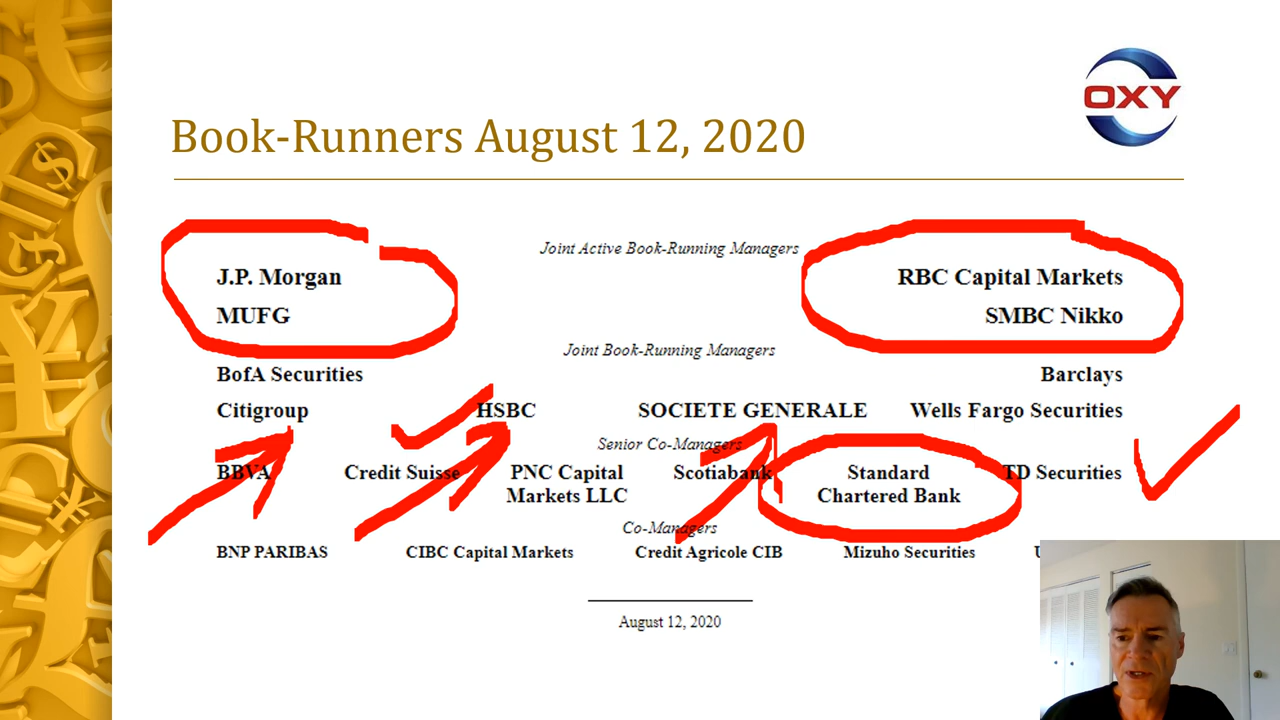 OXY
Book-Runners August 12, 2020
Joint Active Book-Running Managers
J.P. Morgan RBC Capital Markets
MUFG SMBC Nikko
Joint Book-Running Managers
BofA Securities Barclays
Citigroup HSBC SOCIETE GENERALE Wells Fargo Securities
Senior Co-Managers
BBVA Credit Suisse PNC Capital Scotiabank Standard TD Securities
Markets LLC Chartered Bank
Co-Managers
BNP PARIBAS CIBC Capital Markets Credit Agricole CIB Mizuho Securities
August 12, 2020